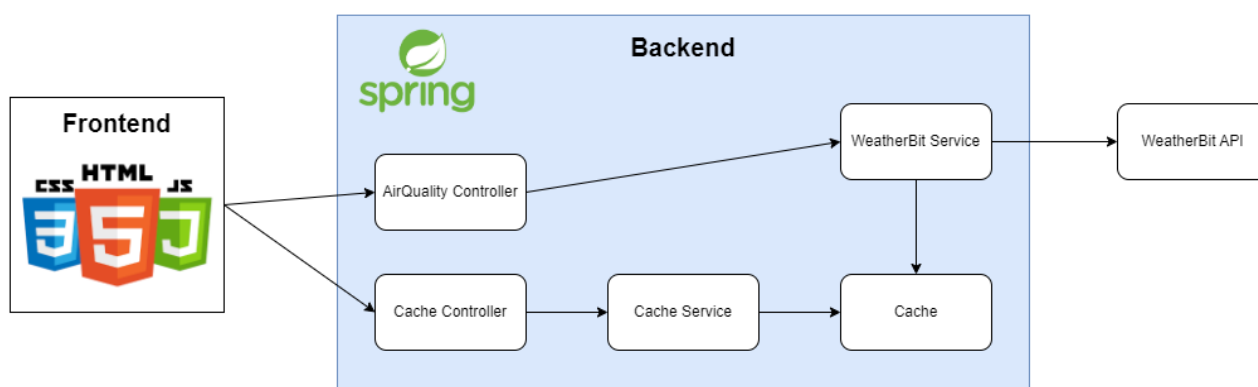 Backend
spring
Frontend
CSS HTML JS
WeatherBit Service
WeatherBit API
AirQuality Controller
Cache Controller
Cache Service
Cache